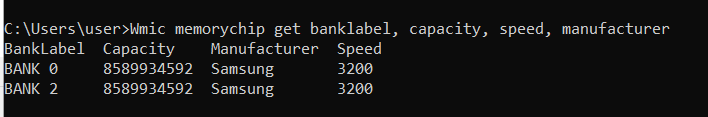 C:\Users\user>Wmic memorychip get banklabel, capacity, speed, manufacturer
BankLabel  Capacity    Manufacturer  Speed
BANK 0     8589934592  Samsung       3200
BANK 2     8589934592  Samsung       3200